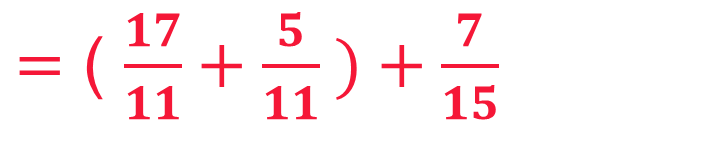 = ( 17/11 + 5/11 ) + 7/15